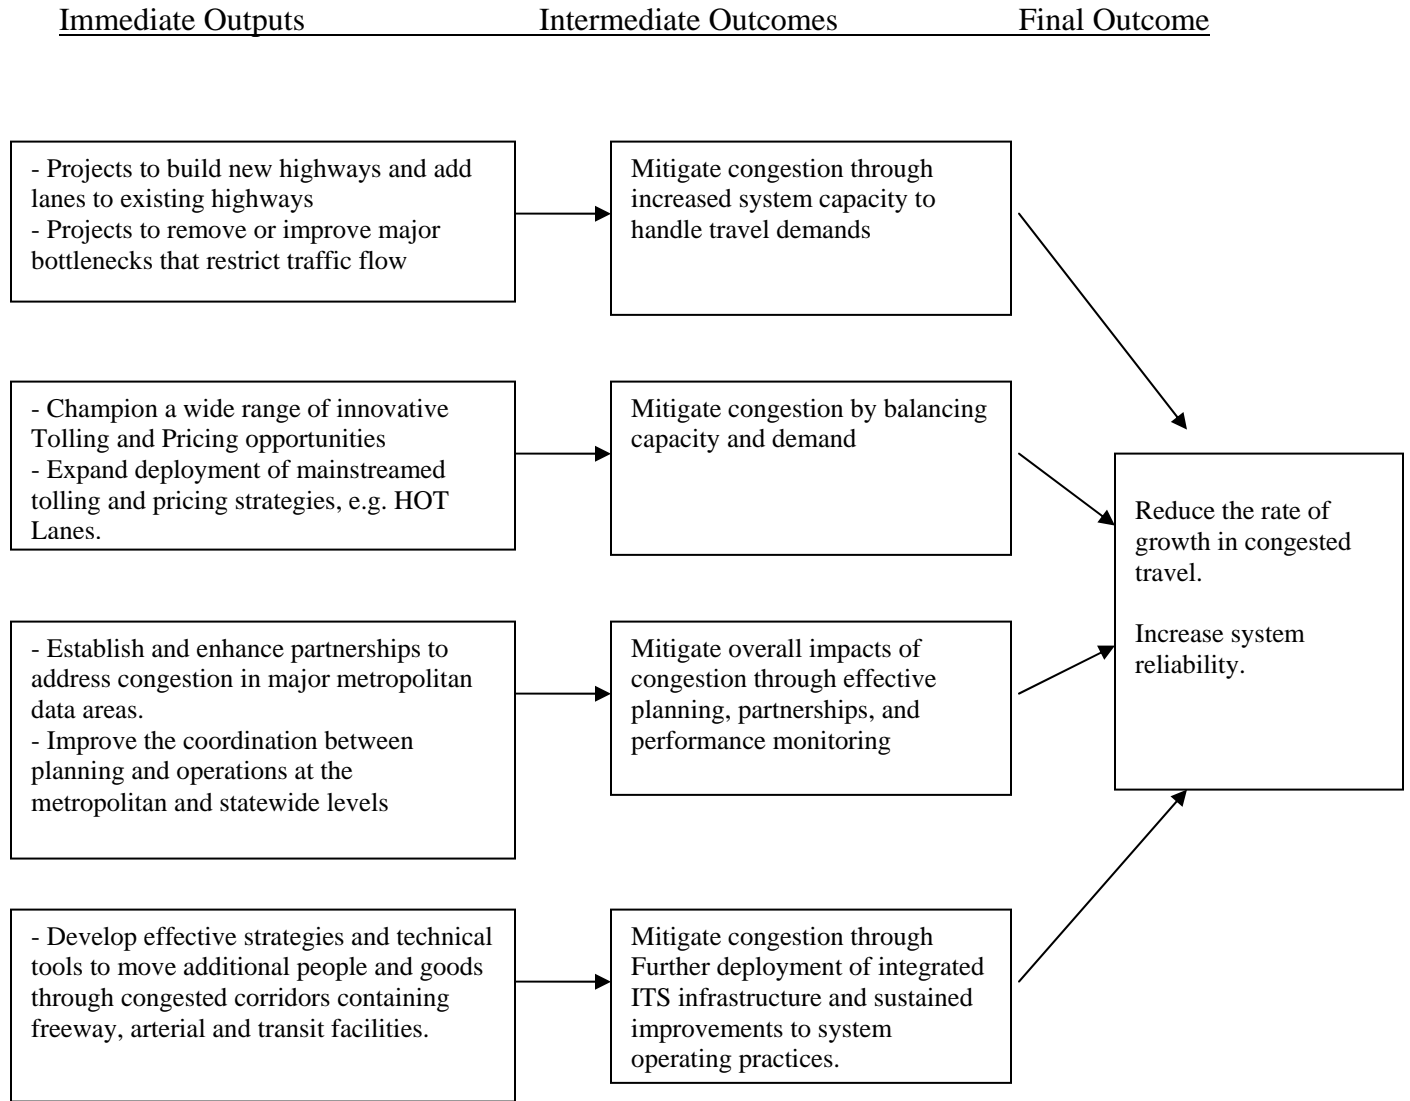 Immediate Outputs Intermediate Outcomes Final Outcome
- Projects to build new highways and add
lanes to existing highways
- Projects to remove or improve major
bottlenecks that restrict traffic flow
Mitigate congestion through
increased system capacity to
handle travel demands
- Champion a wide range of innovative
Tolling and Pricing opportunities
- Expand deployment of mainstreamed
tolling and pricing strategies, e.g. HOT
Lanes.
Mitigate congestion by balancing
capacity and demand
- Establish and enhance partnerships to
address congestion in major metropolitan
data areas.
- Improve the coordination between
planning and operations at the
metropolitan and statewide levels
Mitigate overall impacts of
congestion through effective
planning, partnerships, and
performance monitoring
- Develop effective strategies and technical
tools to move additional people and goods
through congested corridors containing
freeway, arterial and transit facilities.
Mitigate congestion through
Further deployment of integrated
ITS infrastructure and sustained
improvements to system
operating practices.
Reduce the rate of
growth in congested
travel.
Increase system
reliability.